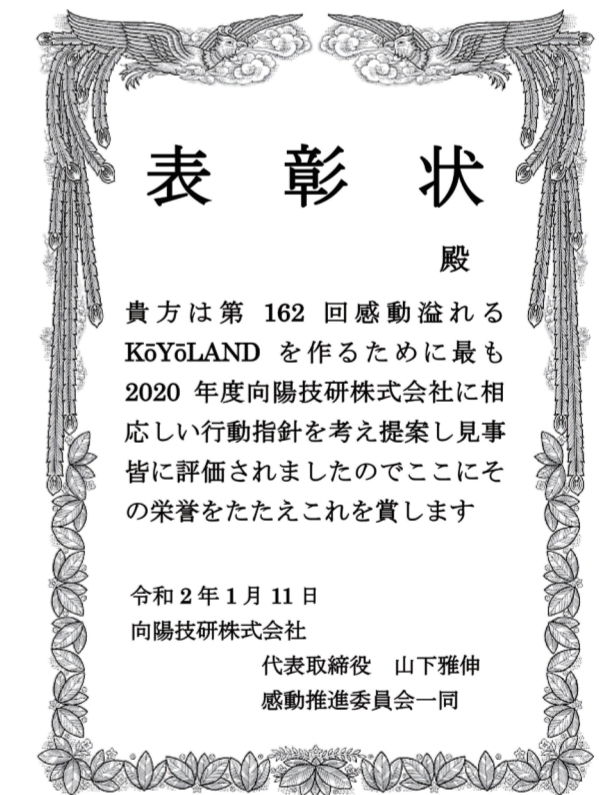 表彰状
殿
貴方は第 162 回感動溢れる
KōYōLAND を作るために最も
2020 年度向陽技研株式会社に相
応しい行動指針を考え提案し見事
皆に評価されましたのでここにそ
の栄誉をたたえこれを賞します
令和 2 年 1 月 11 日
向陽技研株式会社
代表取締役 山下雅伸
感動推進委員会一同